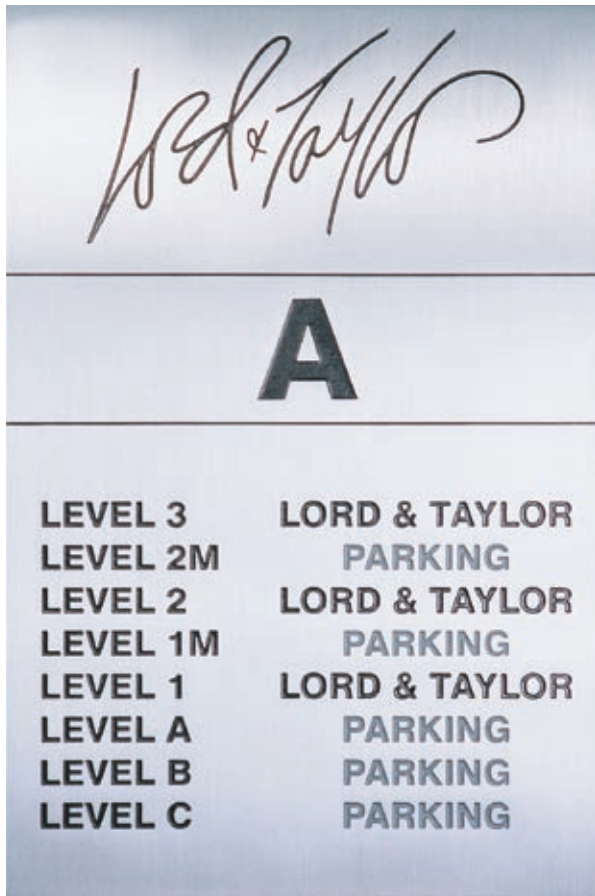 Lord & Taylor
A
LEVEL 3 LORD & TAYLOR
LEVEL 2M PARKING
LEVEL 2 LORD & TAYLOR
LEVEL 1M PARKING
LEVEL 1 LORD & TAYLOR
LEVEL A PARKING
LEVEL B PARKING
LEVEL C PARKING